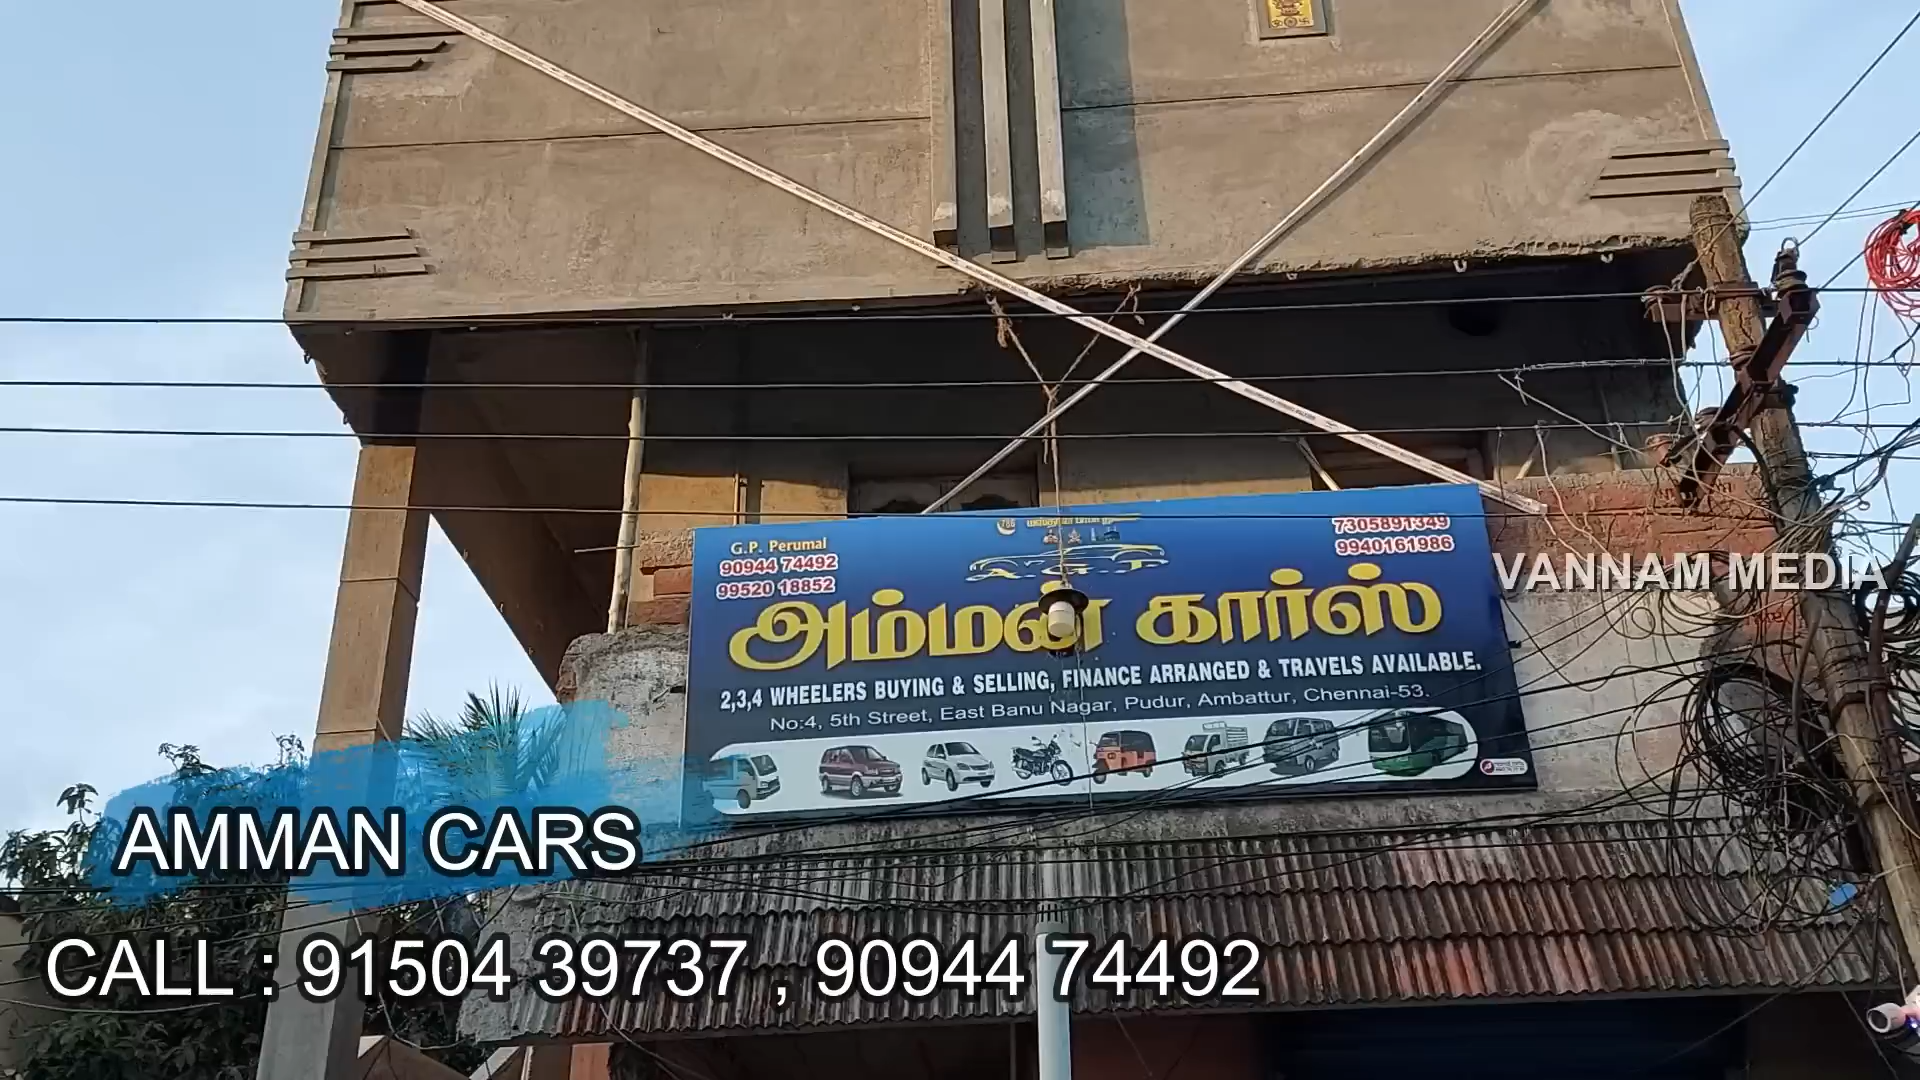 786
G.P. Perumal
90944 74492
99520 18852
7305891349
9940161986
A.G.T.
அம்மன் கார்ஸ்
2,3,4 WHEELERS BUYING & SELLING, FINANCE ARRANGED & TRAVELS AVAILABLE.
No:4, 5th Street, East Banu Nagar, Pudur, Ambattur, Chennai-53.
VANNAM MEDIA
AMMAN CARS
CALL : 91504 39737 , 90944 74492